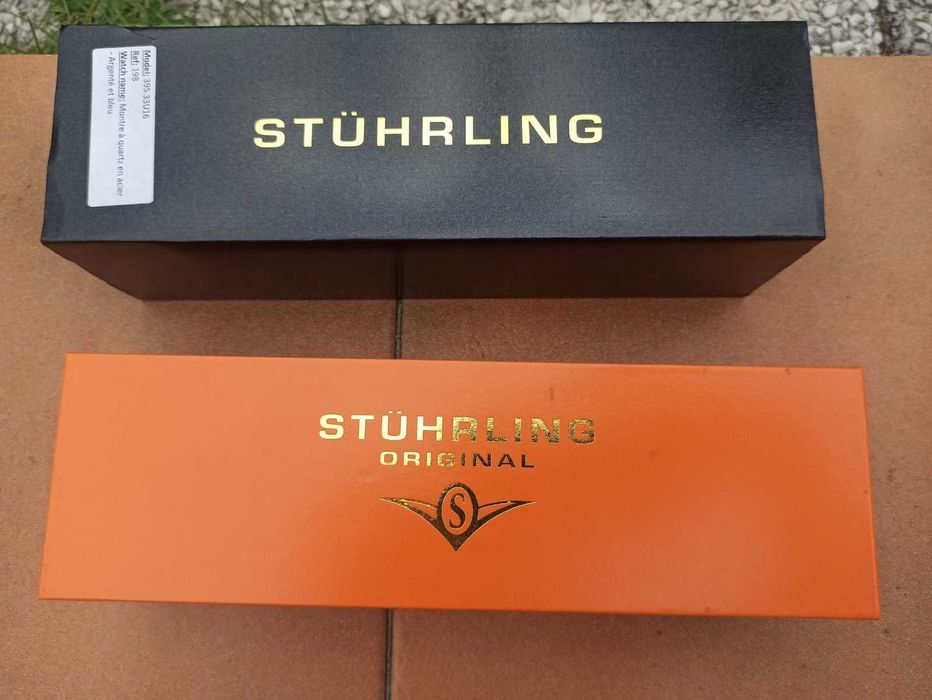 Model: 395 33U16
Ref: 198
Watch name: Montre à quartz en acier
- Argenté et bleu
STÜHRLING
STÜHRLING
ORIGINAL
S